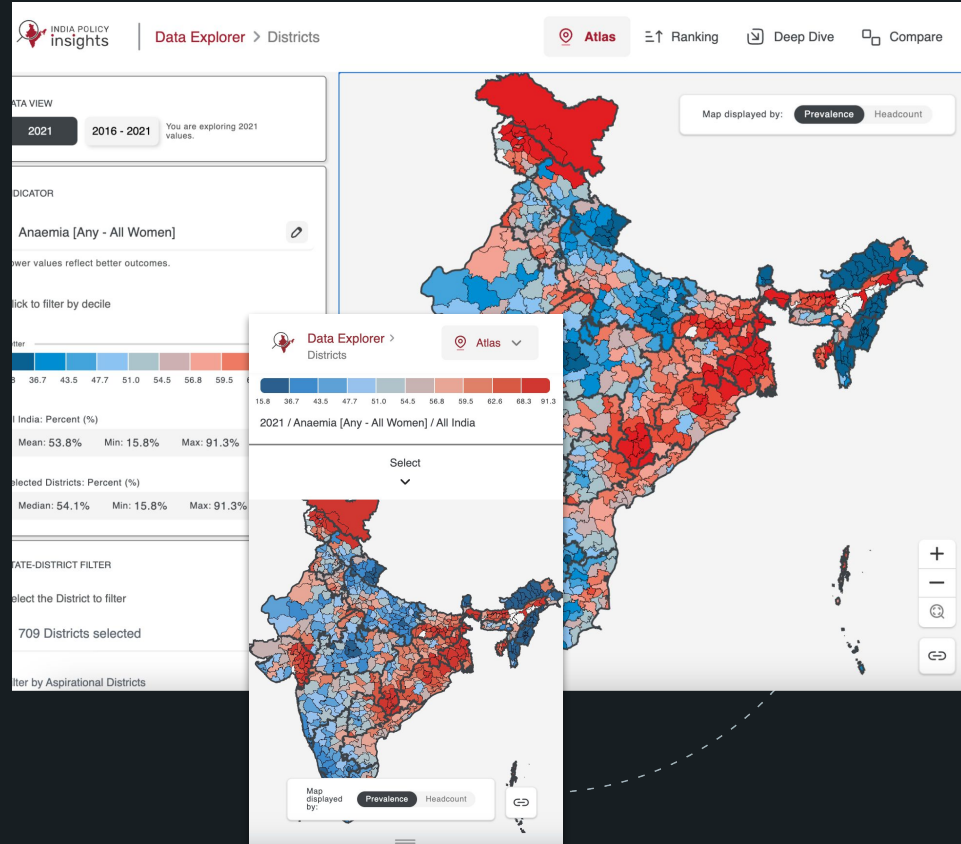 INDIA POLICY
insights
Data Explorer > Districts
Atlas
Ranking
Deep Dive
Compare
ATA VIEW
2021
2016 - 2021
You are exploring 2021
values.
Map displayed by:
Prevalence
Headcount
DICATOR
Anaemia [Any - All Women]
ower values reflect better outcomes.
lick to filter by decile
tter
8 36.7 43.5 47.7 51.0 54.5 56.8 59.5 6
l India: Percent (%)
Mean: 53.8% Min: 15.8% Max: 91.3%
elected Districts: Percent (%)
Median: 54.1% Min: 15.8% Max: 91.3%
TATE-DISTRICT FILTER
elect the District to filter
709 Districts selected
lter by Aspirational Districts
Data Explorer >
Districts
Atlas
15.8 36.7 43.5 47.7 51.0 54.5 56.8 59.5 62.6 68.3 91.3
2021 / Anaemia [Any - All Women] / All India
Select
Map
displayed
by:
Prevalence
Headcount